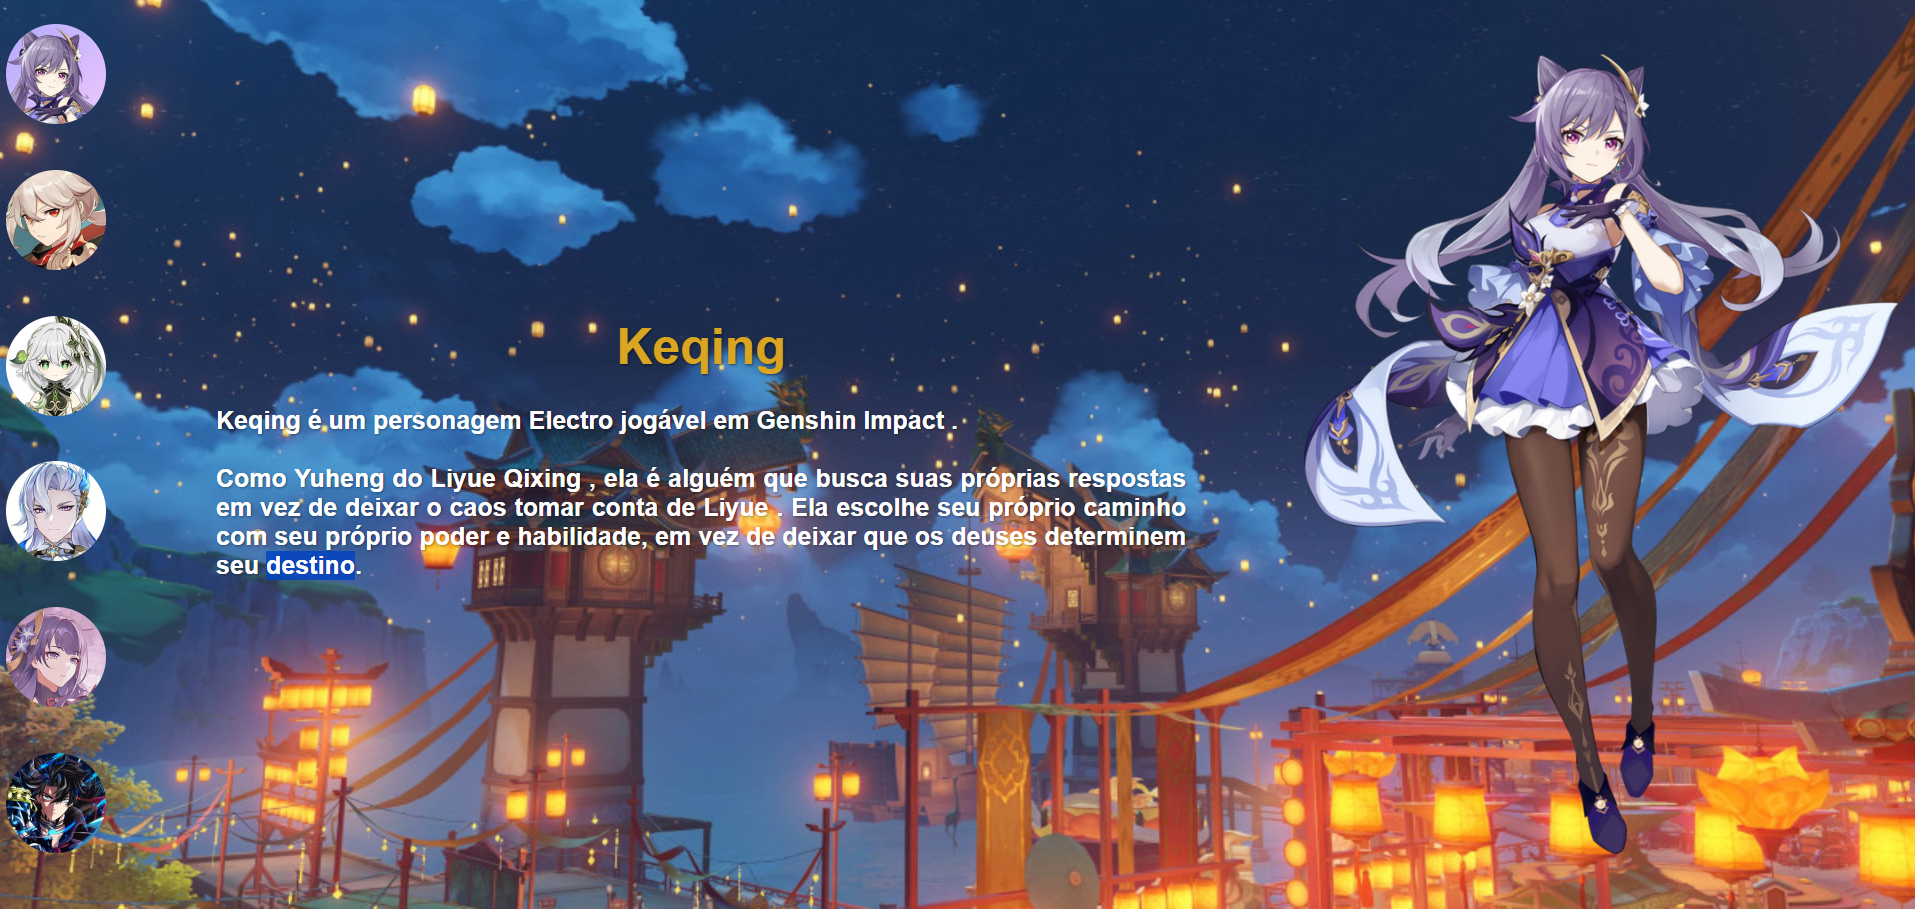 Keqing
Keqing é um personagem Electro jogável em Genshin Impact .
Como Yuheng do Liyue Qixing , ela é alguém que busca suas próprias respostas
em vez de deixar o caos tomar conta de Liyue . Ela escolhe seu próprio caminho
com seu próprio poder e habilidade, em vez de deixar que os deuses determinem
seu destino.